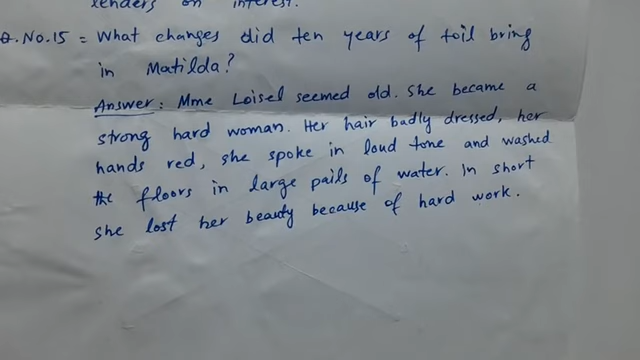 lenders on interest.
Q.No.15 = What changes did ten years of toil bring
in Matilda?
Answer: Mme Loisel seemed old. She became a
strong hard woman. Her hair badly dressed, her
hands red, she spoke in loud tone and washed
the floors in large pails of water. In short
she lost her beauty because of hard work.